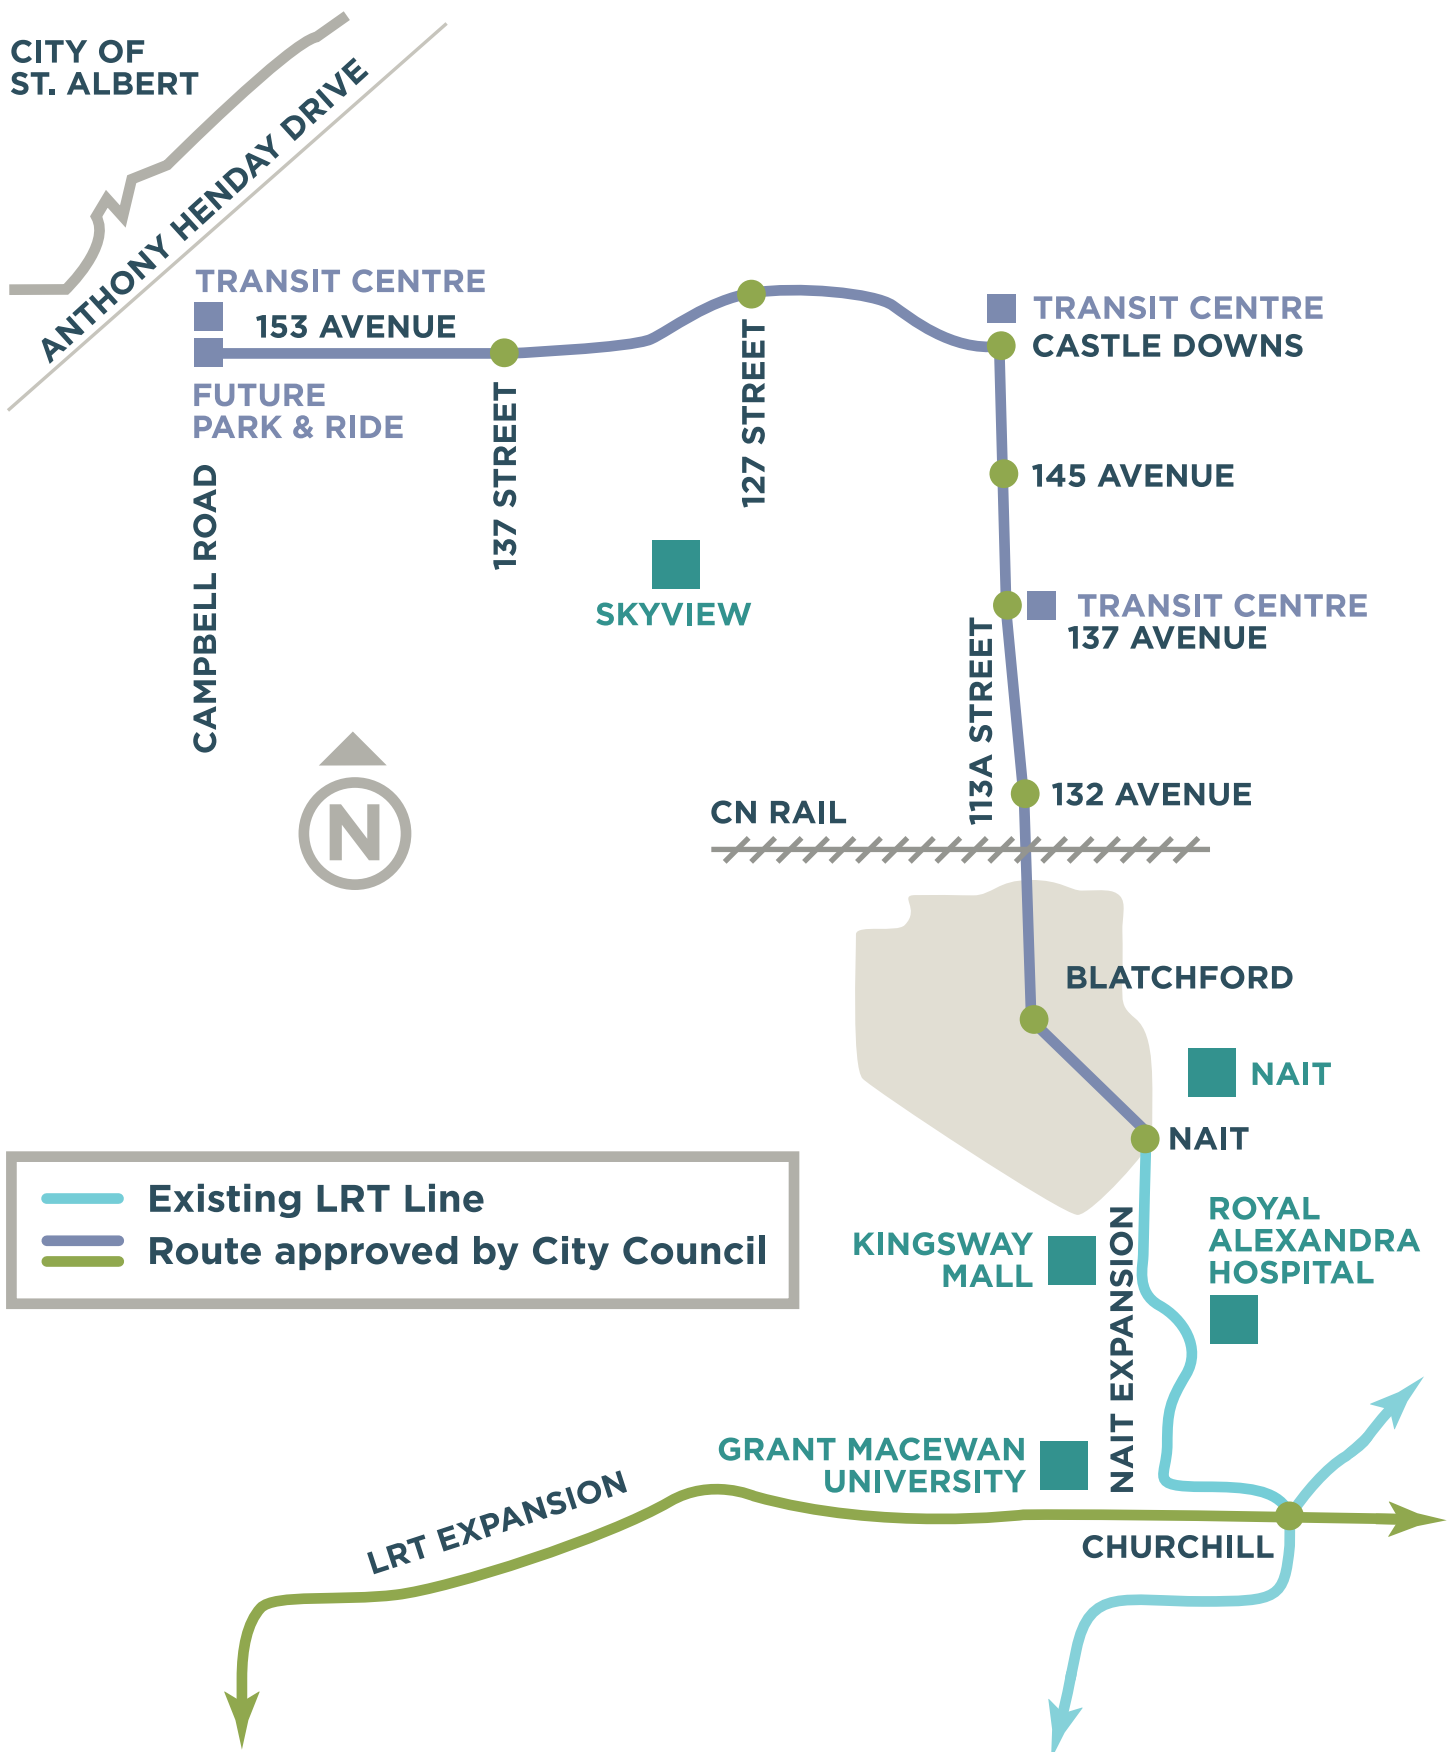 CITY OF
ST. ALBERT
ANTHONY HENDAY DRIVE
TRANSIT CENTRE
153 AVENUE
FUTURE
PARK & RIDE
CAMPBELL ROAD
137 STREET
127 STREET
TRANSIT CENTRE
CASTLE DOWNS
145 AVENUE
SKYVIEW
TRANSIT CENTRE
137 AVENUE
113A STREET
132 AVENUE
CN RAIL
N
BLATCHFORD
NAIT
NAIT
Existing LRT Line
Route approved by City Council
KINGSWAY
MALL
NAIT EXPANSION
ROYAL
ALEXANDRA
HOSPITAL
GRANT MACEWAN
UNIVERSITY
LRT EXPANSION
CHURCHILL